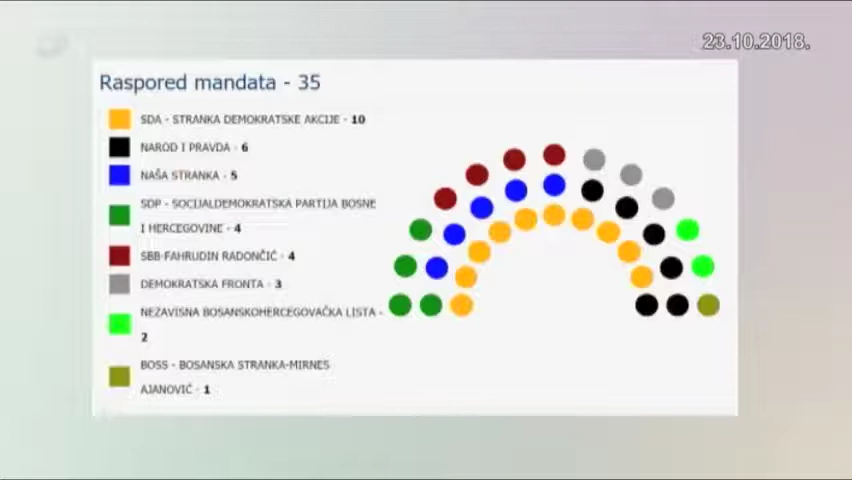 23.10.2018.
Raspored mandata - 35
SDA - STRANKA DEMOKRATSKE AKCIJE - 10
NAROD I PRAVDA - 6
NAŠA STRANKA - 5
SDP - SOCIJALDEMOKRATSKA PARTIJA BOSNE
I HERCEGOVINE - 4
SBB-FAHRUDIN RADONČIĆ - 4
DEMOKRATSKA FRONTA - 3
NEZAVISNA BOSANSKOHERCEGOVAČKA LISTA -
2
BOSS - BOSANSKA STRANKA-MIRNES
AJANOVIĆ - 1